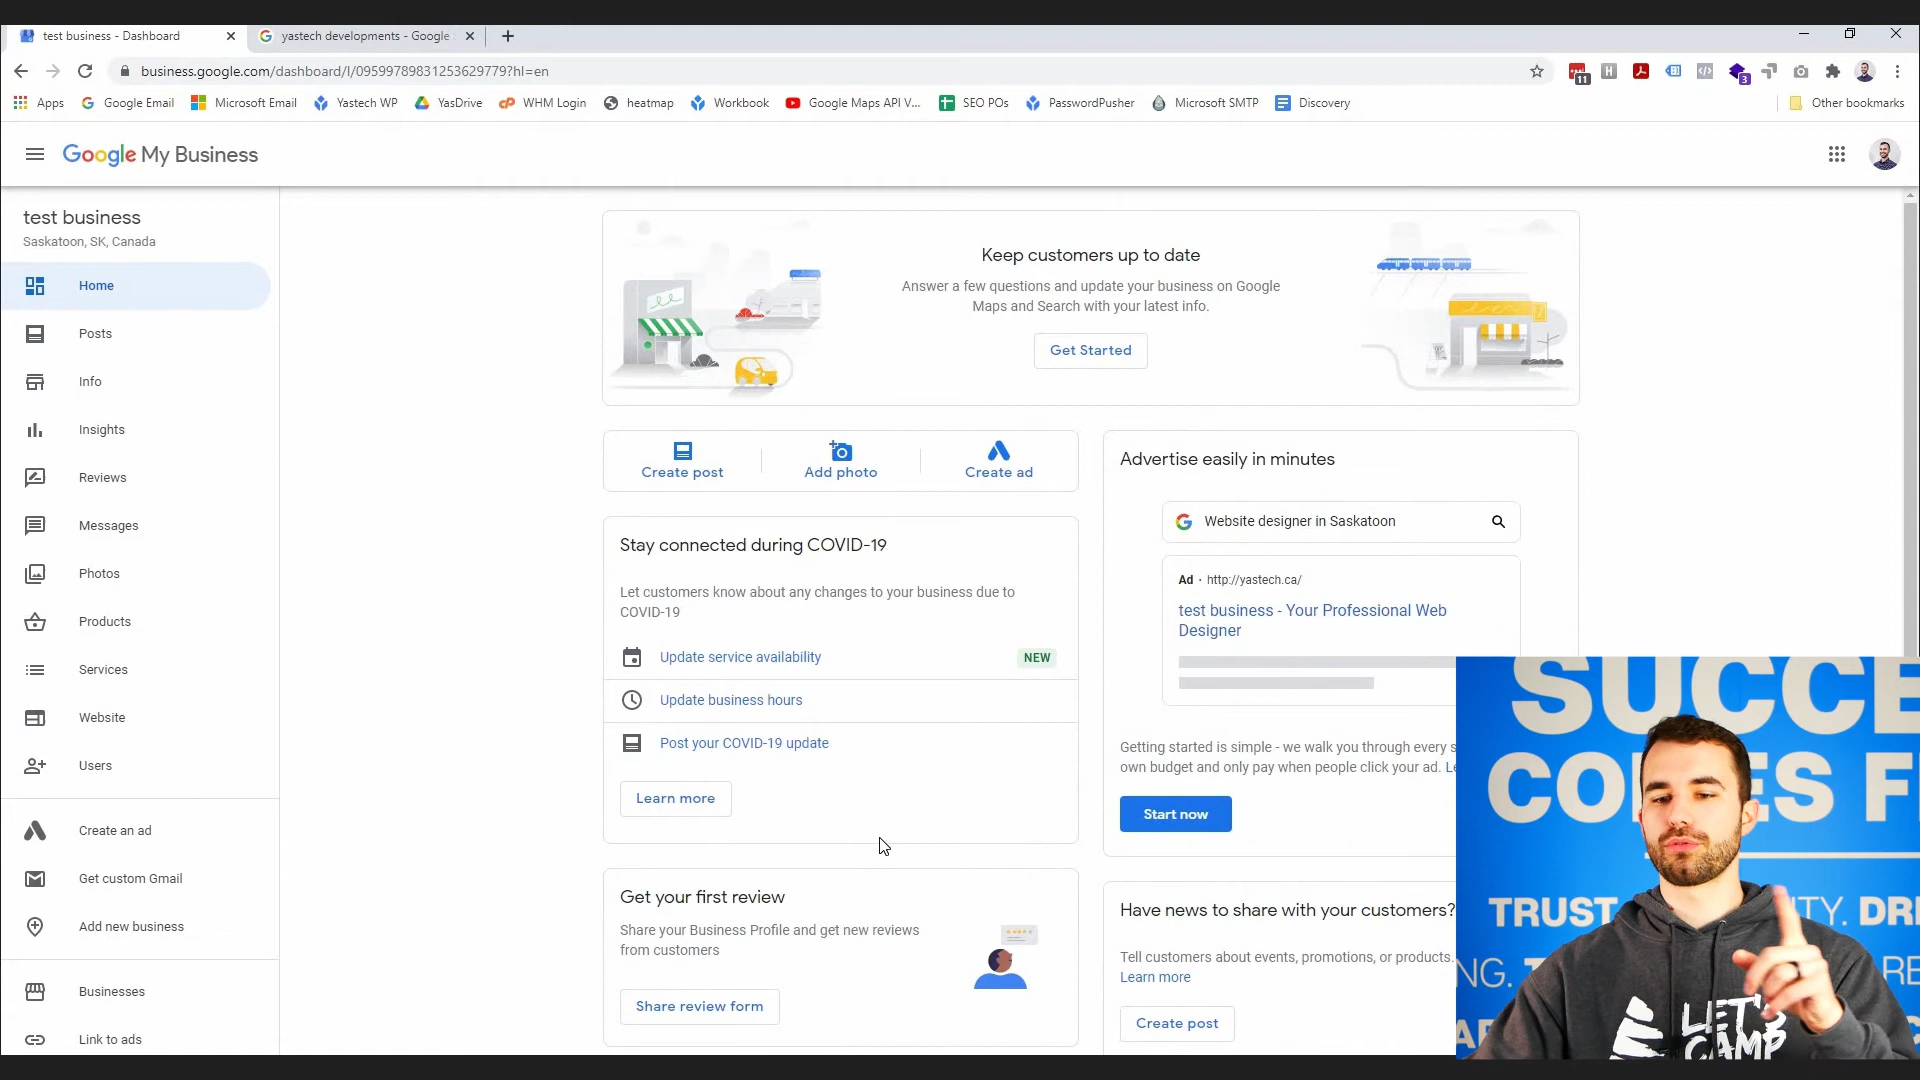 test business - Dashboard
yastech developments - Google
business.google.com/dashboard/l/09599789831253629779?hl=en
11
3
Apps
Google Email
Microsoft Email
Yastech WP
YasDrive
WHM Login
heatmap
Workbook
Google Maps API V...
SEO POs
PasswordPusher
Microsoft SMTP
Discovery
Other bookmarks
Google My Business
test business
Saskatoon, SK, Canada
Home
Posts
Info
Insights
Reviews
Messages
Photos
Products
Services
Website
Users
Create an ad
Get custom Gmail
Add new business
Businesses
Link to ads
Keep customers up to date
Answer a few questions and update your business on Google
Maps and Search with your latest info.
Get Started
Create post
Add photo
Create ad
Stay connected during COVID-19
Let customers know about any changes to your business due to
COVID-19
Update service availability
NEW
Update business hours
Post your COVID-19 update
Learn more
Get your first review
Share your Business Profile and get new reviews
from customers
Share review form
Advertise easily in minutes
Website designer in Saskatoon
Ad · http://yastech.ca/
test business - Your Professional Web
Designer
Getting started is simple - we walk you through every s
own budget and only pay when people click your ad. Le
Start now
Have news to share with your customers?
Tell customers about events, promotions, or products.
Learn more
Create post
SUCCE
COMES F
TRUST
TY. DRI
NG.
RE
LET'S
CAMP